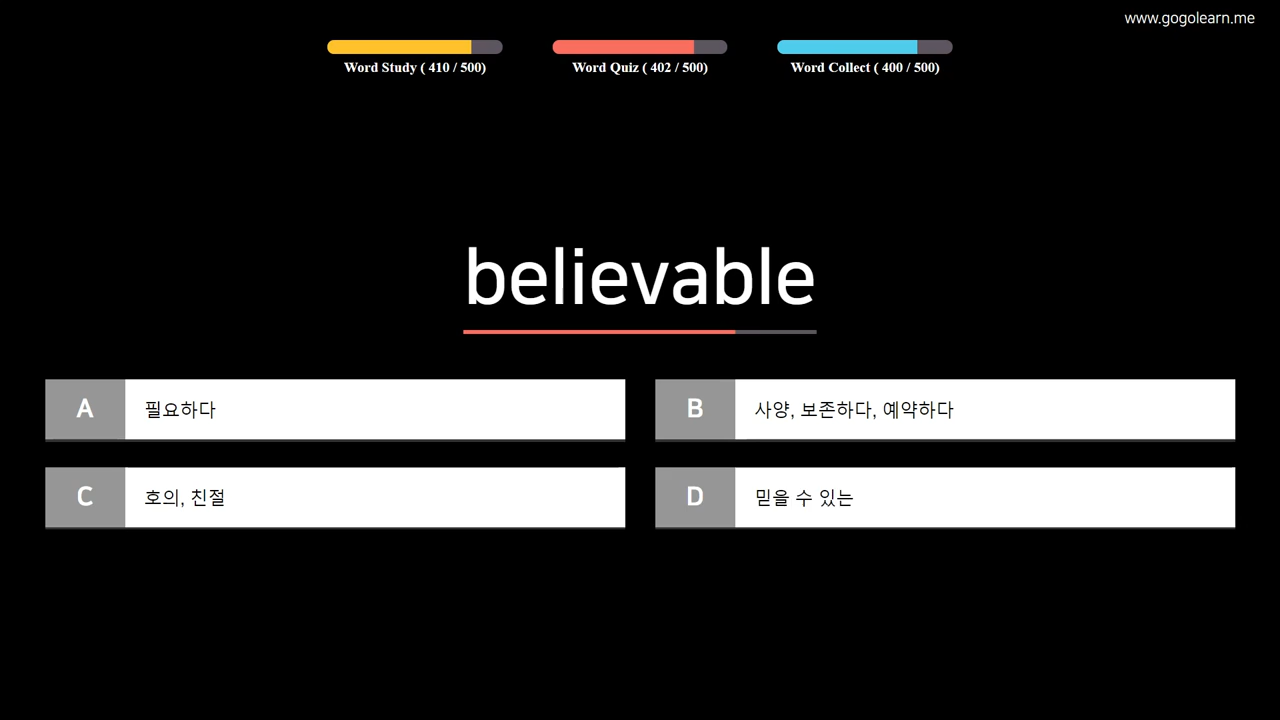 www.gogolearn.me
Word Study ( 410 / 500)
Word Quiz ( 402 / 500)
Word Collect ( 400 / 500)
believable
A 필요하다
B 사양, 보존하다, 예약하다
C 호의, 친절
D 믿을 수 있는